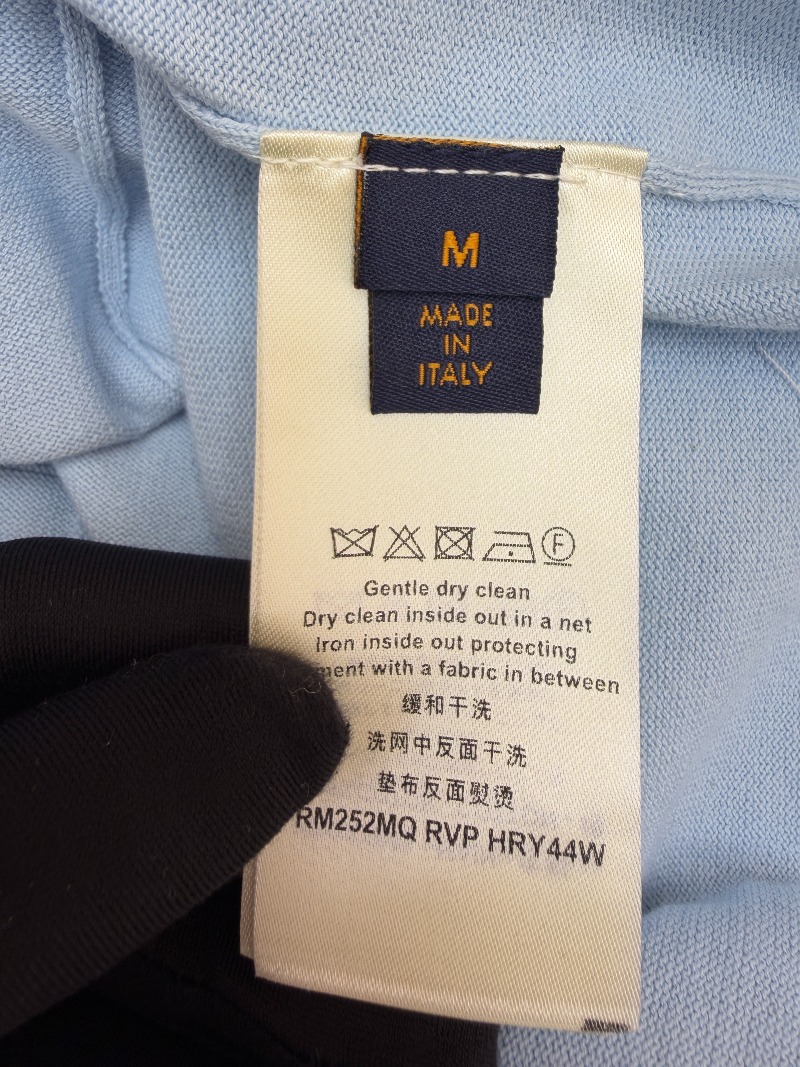 M
MADE
IN
ITALY
F
Gentle dry clean
Dry clean inside out in a net
Iron inside out protecting
ment with a fabric in between
缓和干洗
洗网中反面干洗
垫布反面熨烫
RM252MQ RVP HRY44W